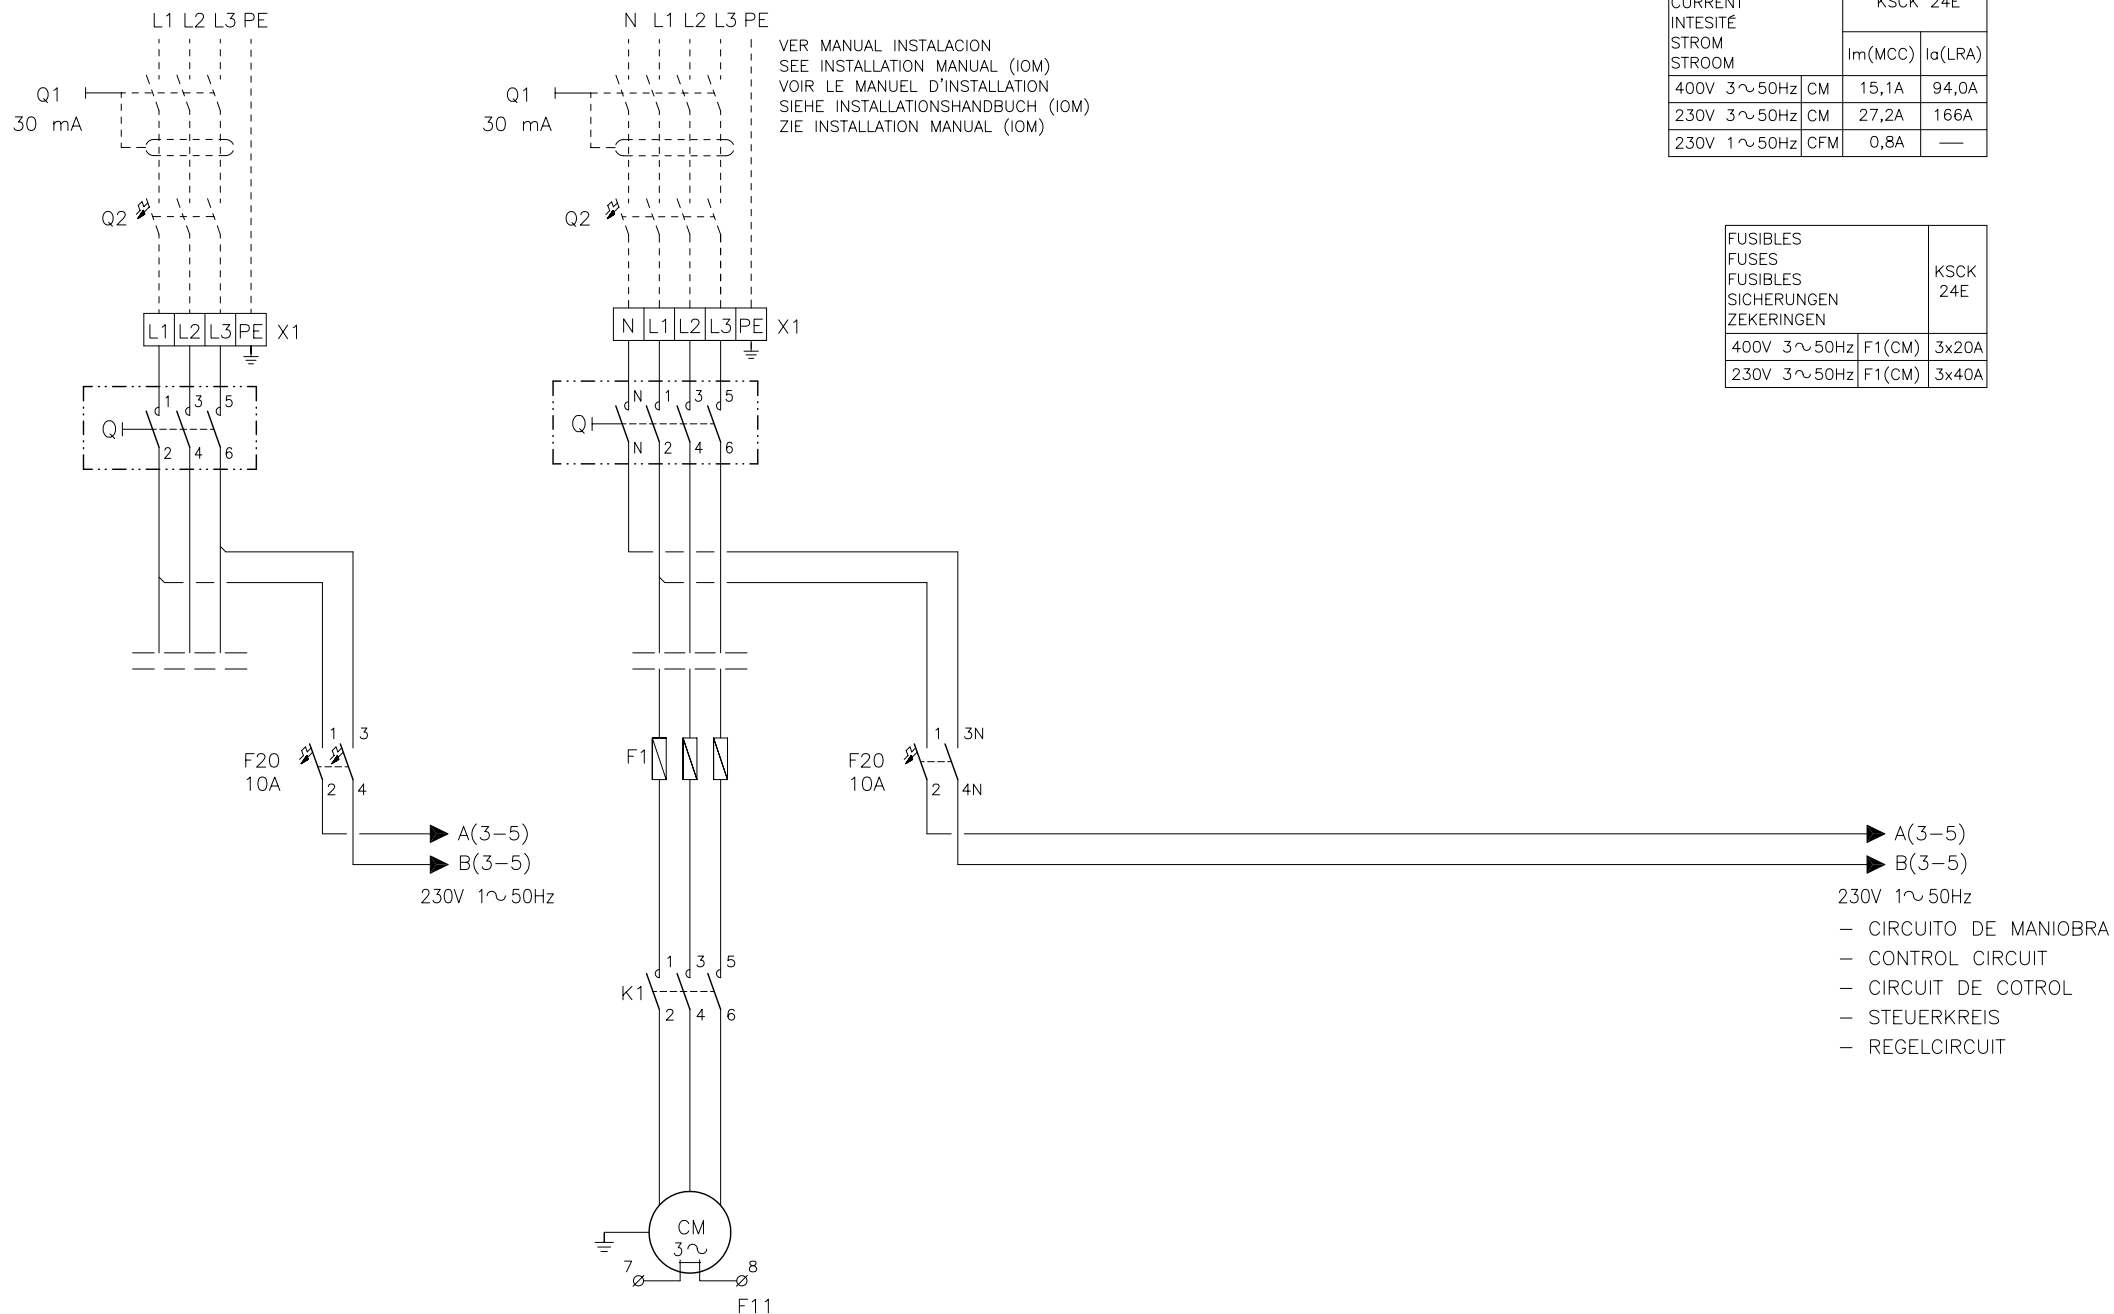 L1 L2 L3 PE
Q1
30 mA
Q2
L1 L2 L3 PE X1
1 3 5
Q
2 4 6
1 3
F20
10A
2 4
A(3-5)
B(3-5)
230V 1~50Hz
N L1 L2 L3 PE
VER MANUAL INSTALACION
SEE INSTALLATION MANUAL (IOM)
VOIR LE MANUEL D'INSTALLATION
SIEHE INSTALLATIONSHANDBUCH (IOM)
ZIE INSTALLATION MANUAL (IOM)
Q1
30 mA
Q2
N L1 L2 L3 PE X1
N 1 3 5
Q
N 2 4 6
F1
1 3N
F20
10A
2 4N
1 3 5
K1
2 4 6
CM
3~
7 8
F11
A(3-5)
B(3-5)
230V 1~50Hz
- CIRCUITO DE MANIOBRA
- CONTROL CIRCUIT
- CIRCUIT DE COTROL
- STEUERKREIS
- REGELCIRCUIT
CURRENT
INTESITÉ
STROM
STROOM
KSCK 24E
Im(MCC) Ia(LRA)
400V 3~50Hz CM 15,1A 94,0A
230V 3~50Hz CM 27,2A 166A
230V 1~50Hz CFM 0,8A —
FUSIBLES
FUSES
FUSIBLES
SICHERUNGEN
ZEKERINGEN
KSCK
24E
400V 3~50Hz F1(CM) 3x20A
230V 3~50Hz F1(CM) 3x40A